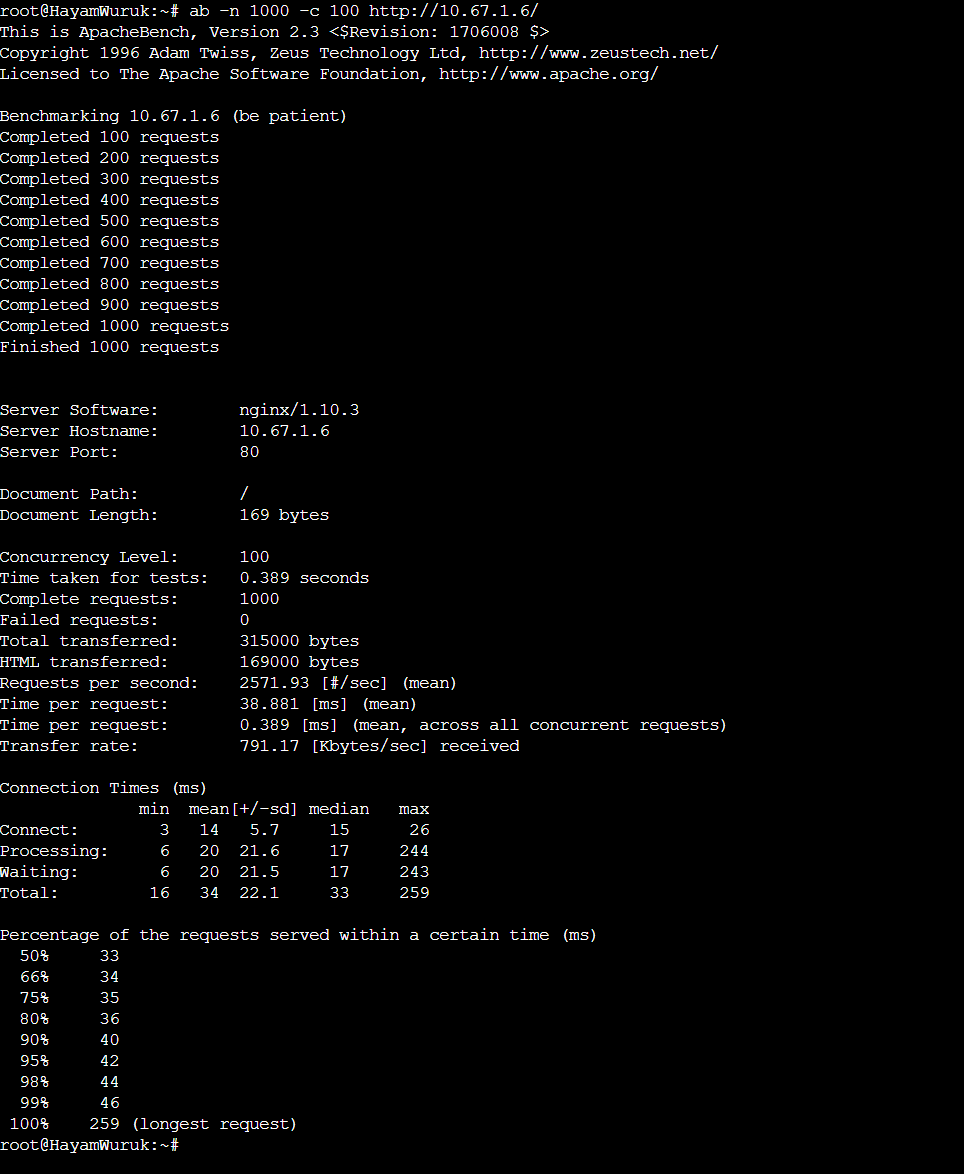 root@HayamWuruk:~# ab -n 1000 -c 100 http://10.67.1.6/
This is ApacheBench, Version 2.3 <$Revision: 1706008 $>
Copyright 1996 Adam Twiss, Zeus Technology Ltd, http://www.zeustech.net/
Licensed to The Apache Software Foundation, http://www.apache.org/

Benchmarking 10.67.1.6 (be patient)
Completed 100 requests
Completed 200 requests
Completed 300 requests
Completed 400 requests
Completed 500 requests
Completed 600 requests
Completed 700 requests
Completed 800 requests
Completed 900 requests
Completed 1000 requests
Finished 1000 requests


Server Software:        nginx/1.10.3
Server Hostname:        10.67.1.6
Server Port:            80

Document Path:          /
Document Length:        169 bytes

Concurrency Level:      100
Time taken for tests:   0.389 seconds
Complete requests:      1000
Failed requests:        0
Total transferred:      315000 bytes
HTML transferred:       169000 bytes
Requests per second:    2571.93 [#/sec] (mean)
Time per request:       38.881 [ms] (mean)
Time per request:       0.389 [ms] (mean, across all concurrent requests)
Transfer rate:          791.17 [Kbytes/sec] received

Connection Times (ms)
              min  mean[+/-sd] median   max
Connect:        3   14   5.7     15      26
Processing:     6   20  21.6     17     244
Waiting:        6   20  21.5     17     243
Total:         16   34  22.1     33     259

Percentage of the requests served within a certain time (ms)
  50%     33
  66%     34
  75%     35
  80%     36
  90%     40
  95%     42
  98%     44
  99%     46
 100%    259 (longest request)
root@HayamWuruk:~#